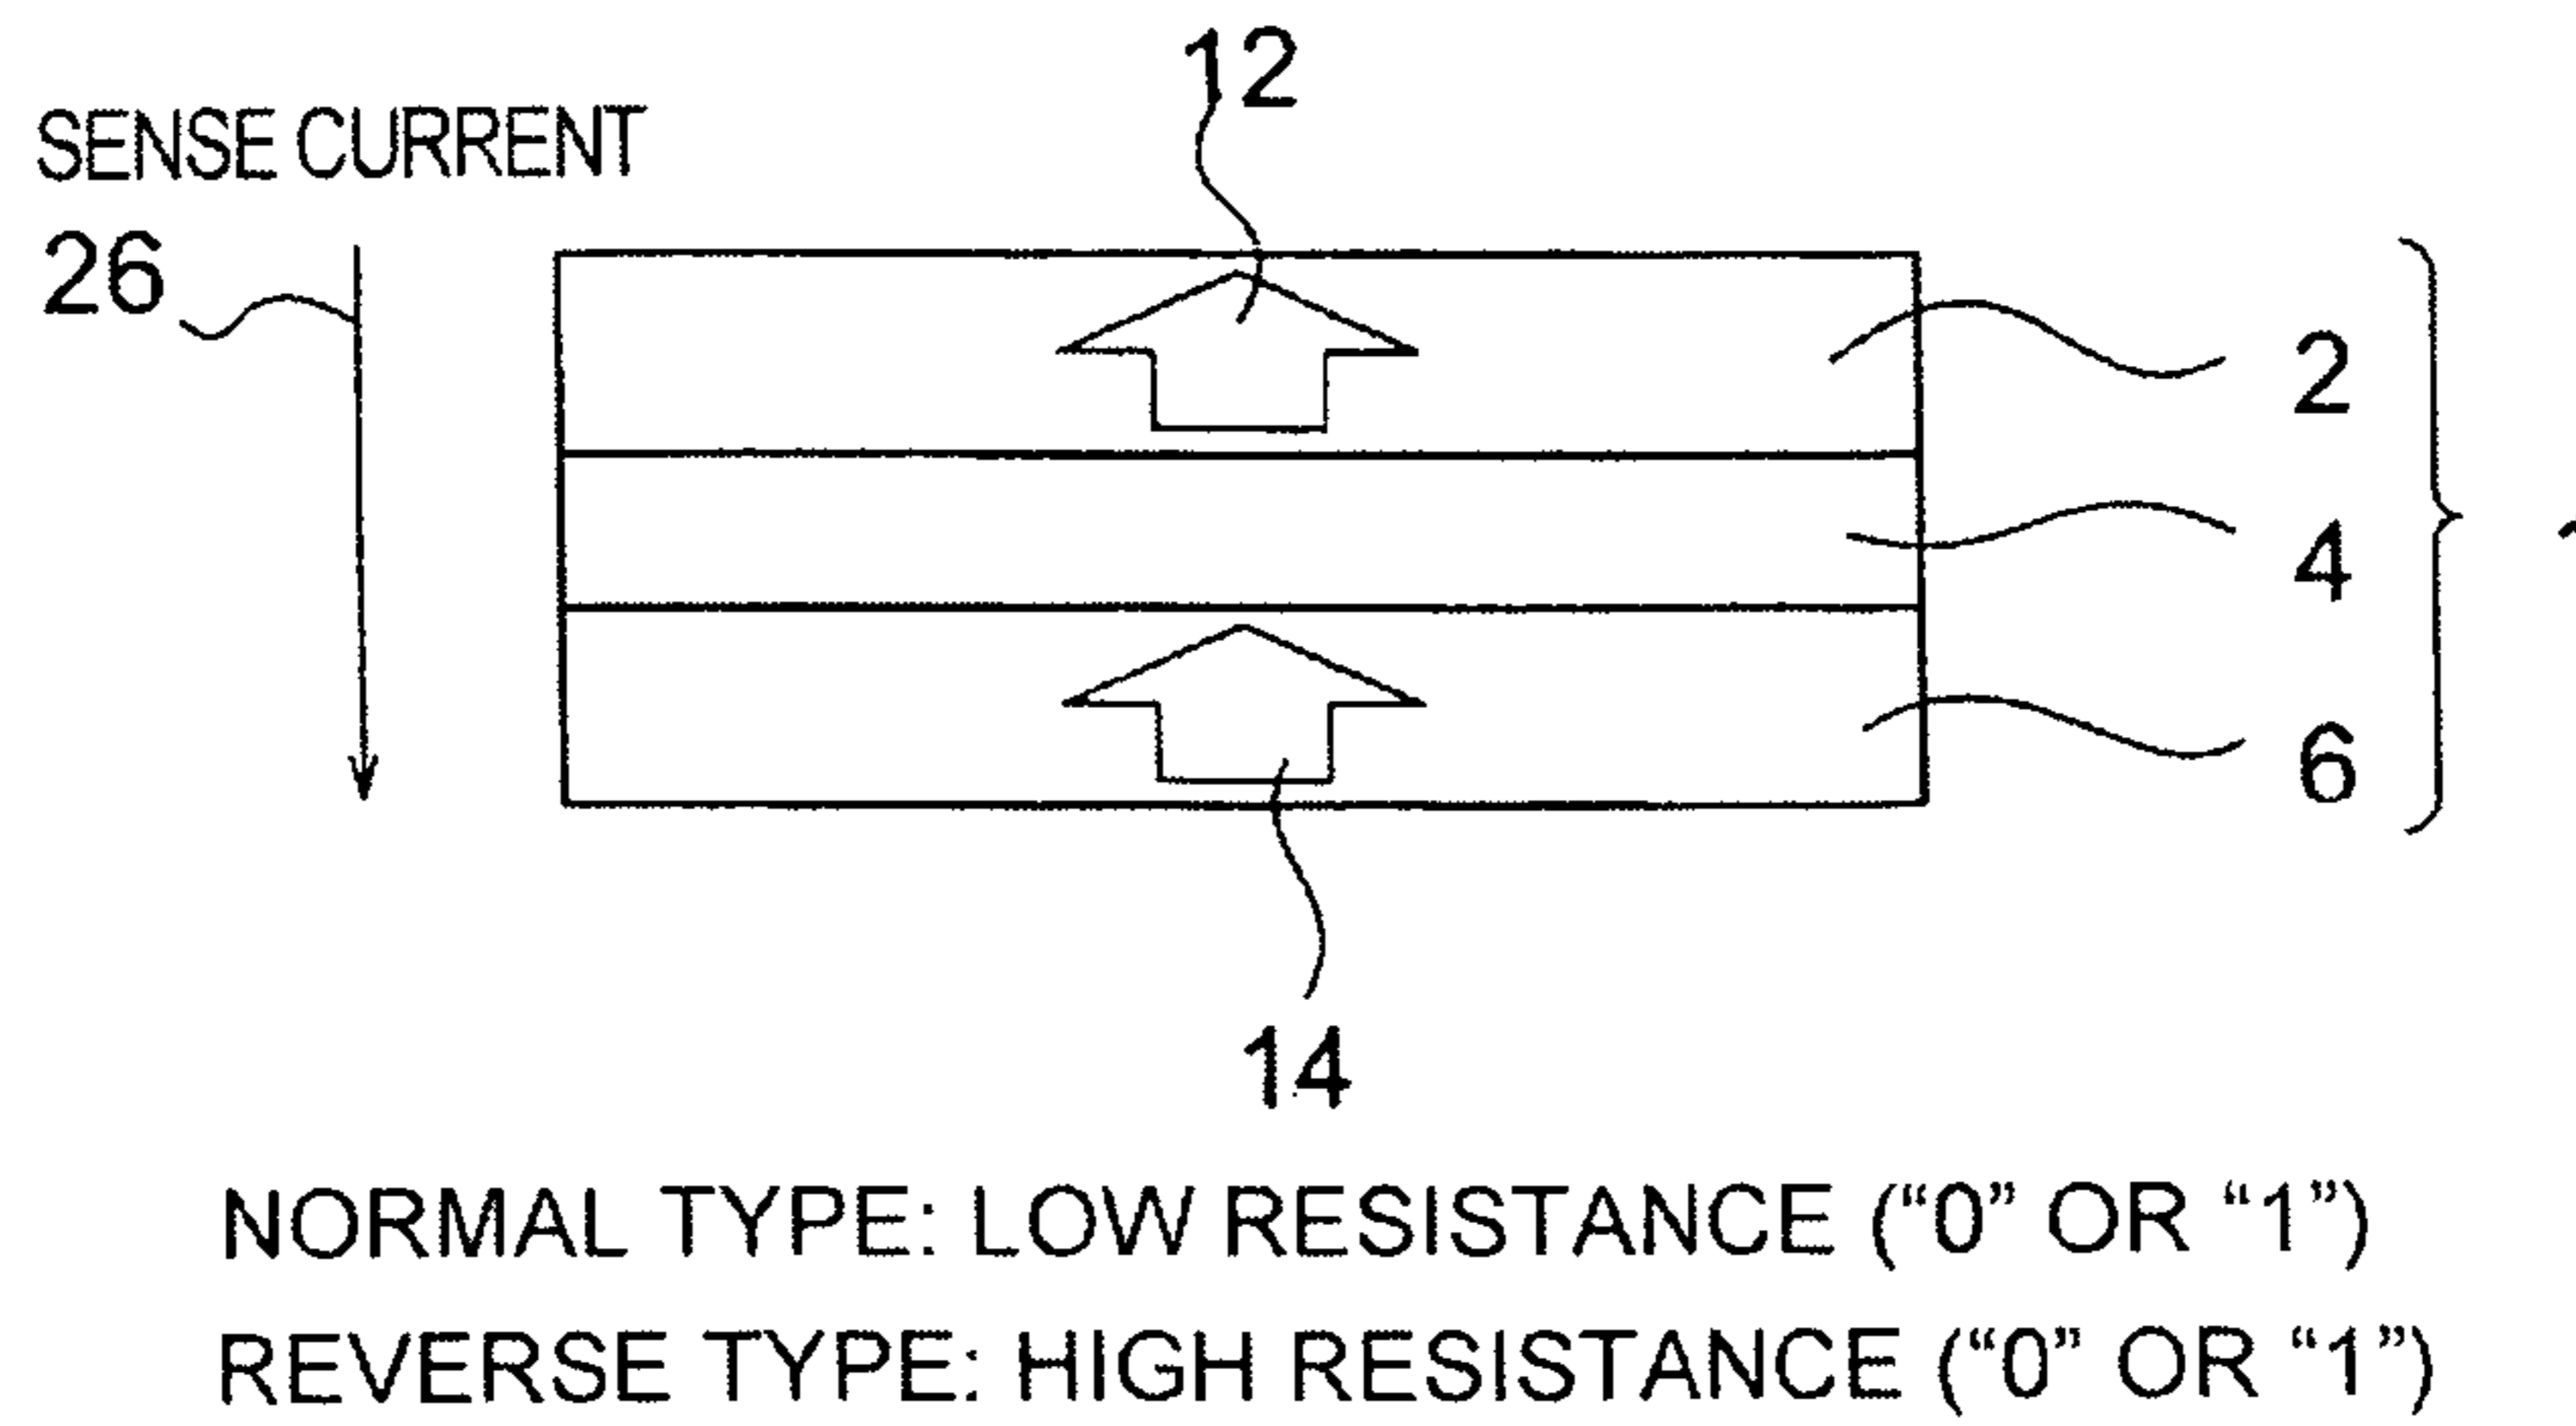 12
SENSE CURRENT
26
2
4
6
14
NORMAL TYPE: LOW RESISTANCE (“0” OR “1”)
REVERSE TYPE: HIGH RESISTANCE (“0” OR “1”)